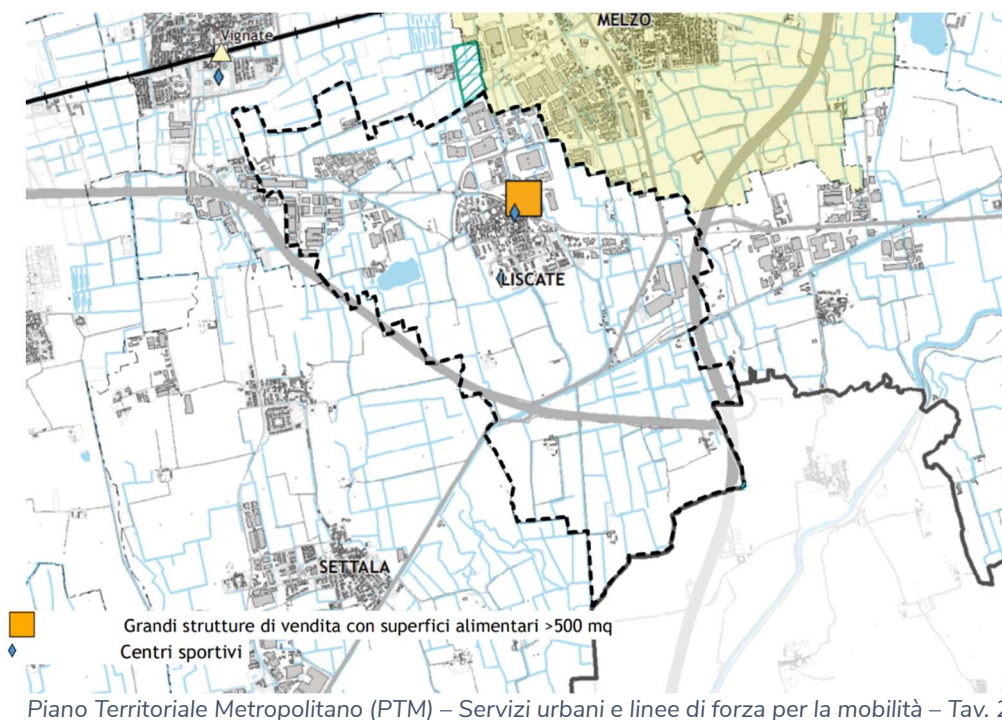 MELZO
Vignate
LISCATE
SETTALA
Grandi strutture di vendita con superfici alimentari >500 mq
Centri sportivi
Piano Territoriale Metropolitano (PTM) – Servizi urbani e linee di forza per la mobilità – Tav.